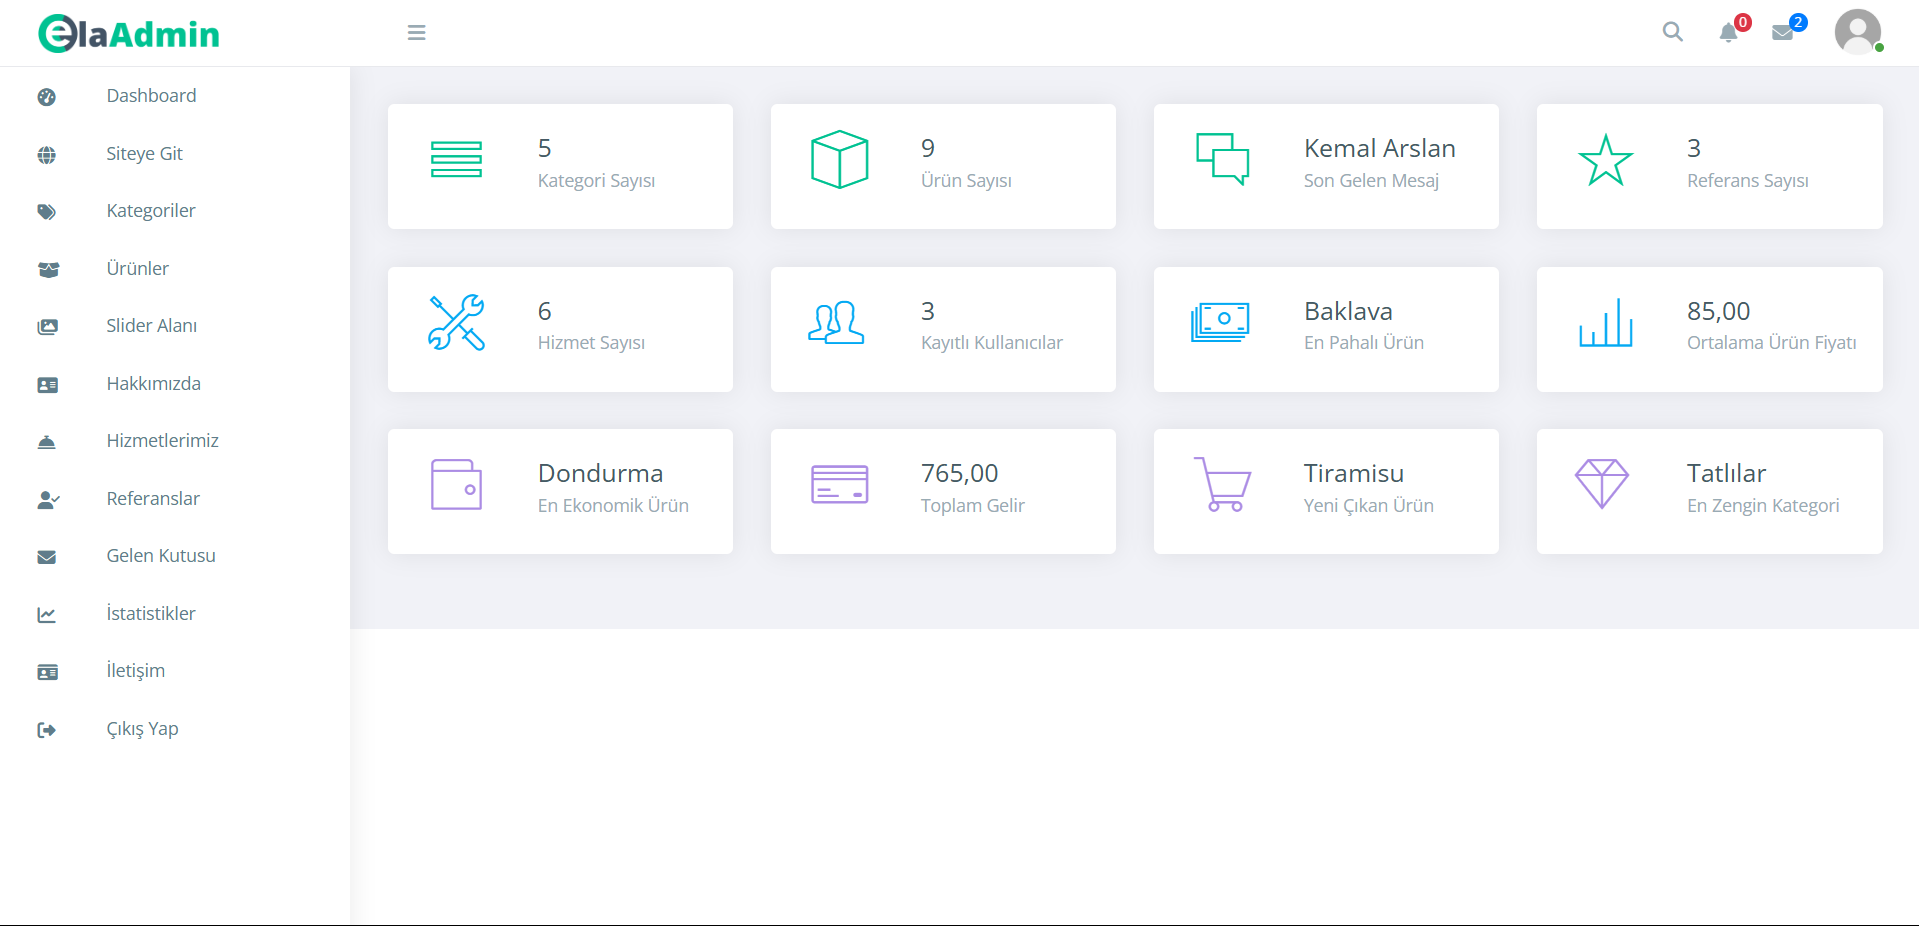 elaAdmin
0
2
Dashboard
Siteye Git
Kategoriler
Ürünler
Slider Alanı
Hakkımızda
Hizmetlerimiz
Referanslar
Gelen Kutusu
İstatistikler
İletişim
Çıkış Yap
5
Kategori Sayısı
9
Ürün Sayısı
Kemal Arslan
Son Gelen Mesaj
3
Referans Sayısı
6
Hizmet Sayısı
3
Kayıtlı Kullanıcılar
Baklava
En Pahalı Ürün
85,00
Ortalama Ürün Fiyatı
Dondurma
En Ekonomik Ürün
765,00
Toplam Gelir
Tiramisu
Yeni Çıkan Ürün
Tatlılar
En Zengin Kategori